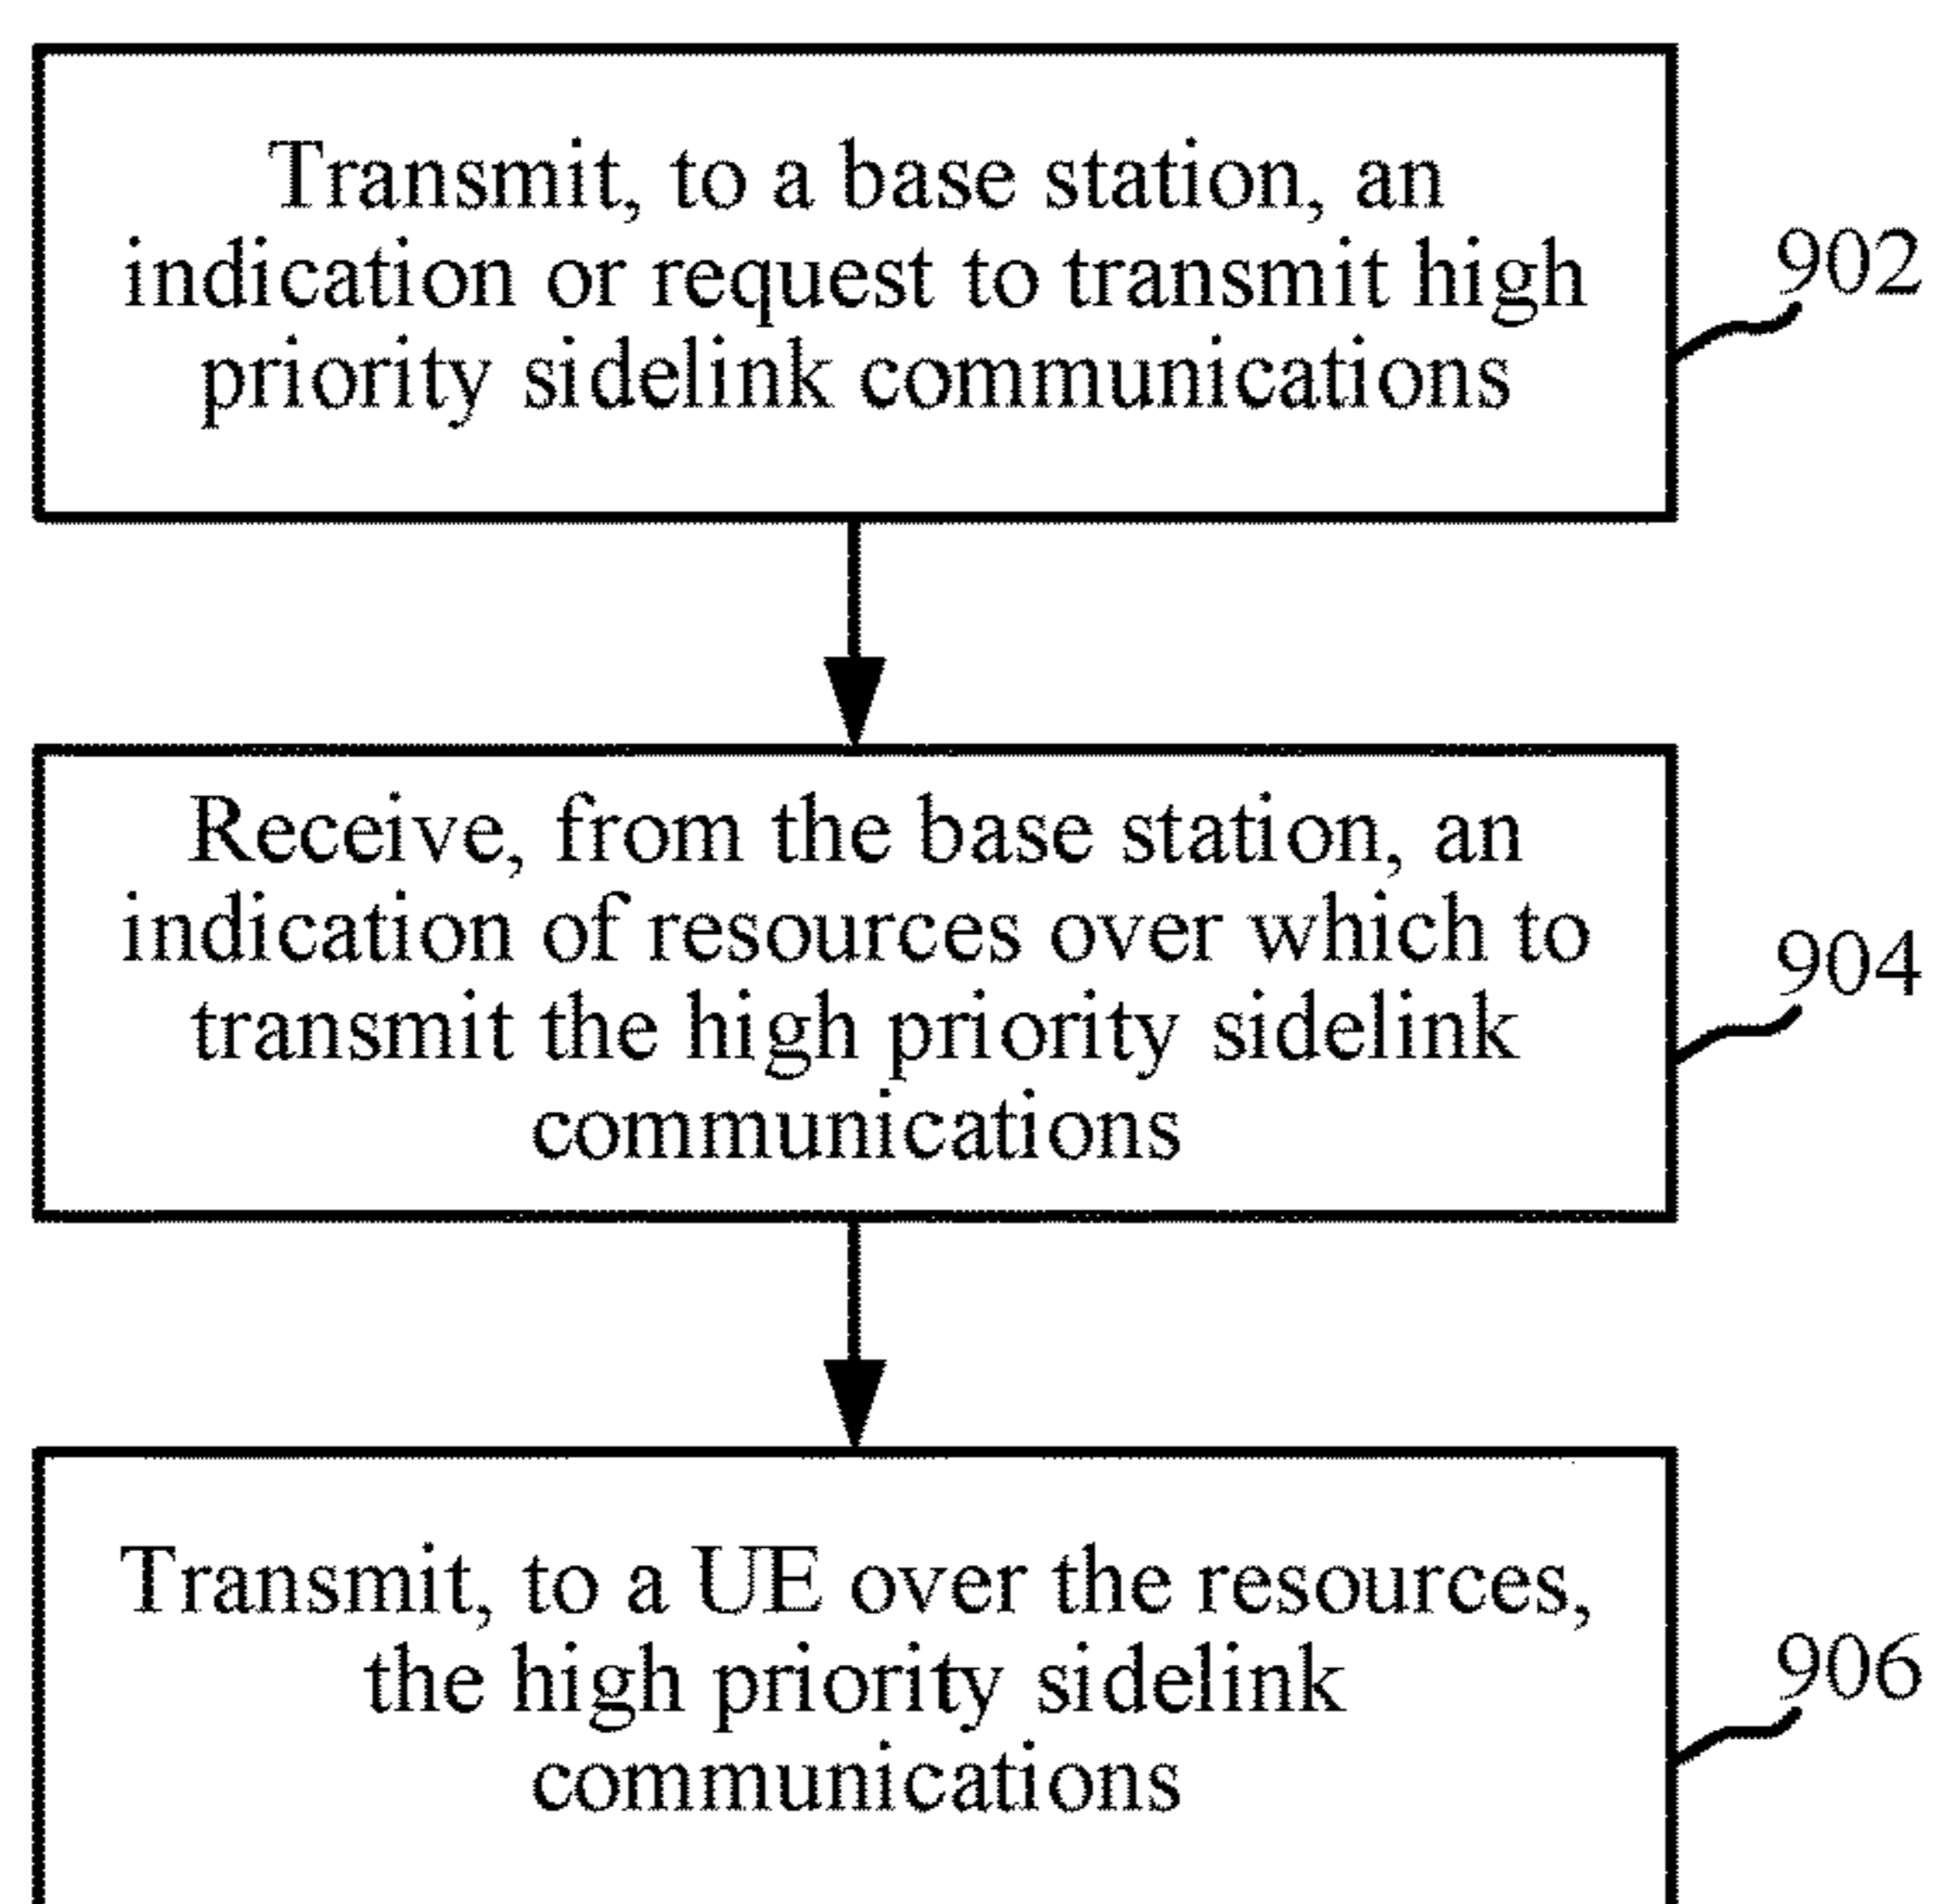 Transmit, to a base station, an
indication or request to transmit high
priority sidelink communications
902
Receive, from the base station, an
indication of resources over which to
transmit the high priority sidelink
communications
904
Transmit, to a UE over the resources,
the high priority sidelink
communications
906